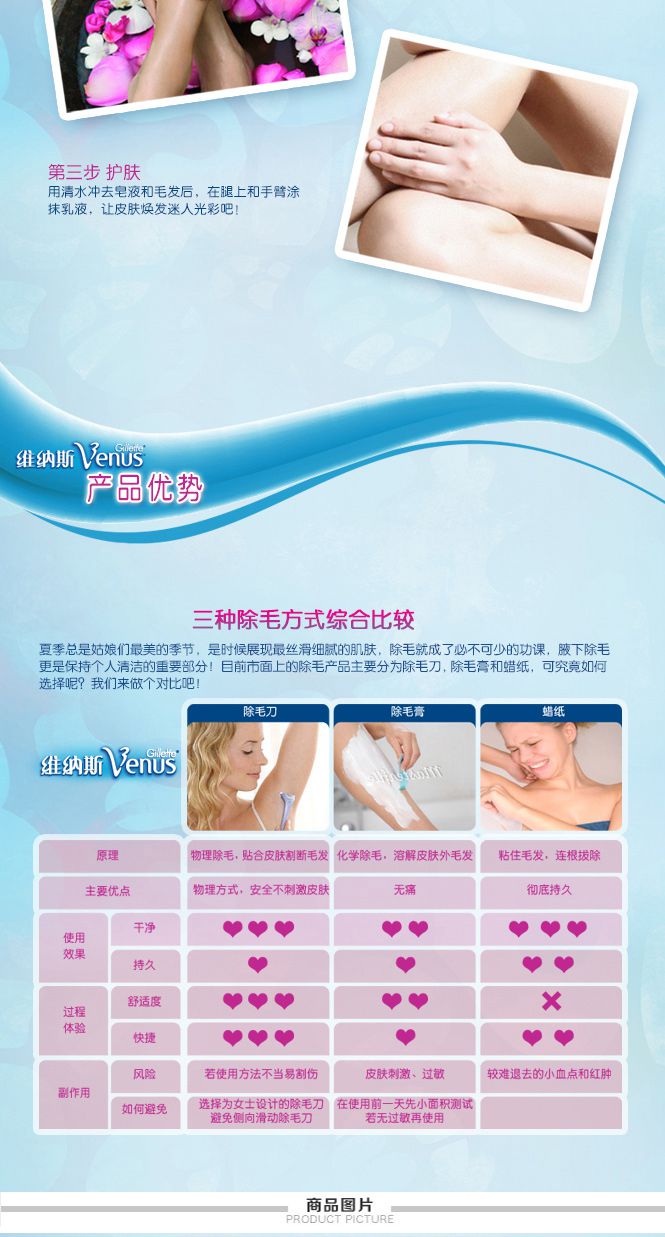 第三步 护肤
用清水冲去皂液和毛发后，在腿上和手臂涂
抹乳液，让皮肤焕发迷人光彩吧！
维纳斯 Gillette Venus
产品优势
三种除毛方式综合比较
夏季总是姑娘们最美的季节，是时候展现最丝滑细腻的肌肤，除毛就成了必不可少的功课，腋下除毛
更是保持个人清洁的重要部分！目前市面上的除毛产品主要分为除毛刀，除毛膏和蜡纸，可究竟如何
选择呢？我们来做个对比吧！
维纳斯 Gillette Venus
除毛刀 除毛膏 蜡纸
原理 物理除毛，贴合皮肤割断毛发 化学除毛，溶解皮肤外毛发 粘住毛发，连根拔除
主要优点 物理方式，安全不刺激皮肤 无痛 彻底持久
使用
效果
干净 ❤❤❤ ❤❤ ❤❤❤
持久 ❤ ❤ ❤❤
过程
体验
舒适度 ❤❤❤ ❤❤ ✖
快捷 ❤❤❤ ❤ ❤❤
副作用
风险 若使用方法不当易割伤 皮肤刺激、过敏 较难退去的小血点和红肿
如何避免 选择为女士设计的除毛刀 在使用前一天先小面积测试
避免侧向滑动除毛刀 若无过敏再使用
商品图片
PRODUCT PICTURE